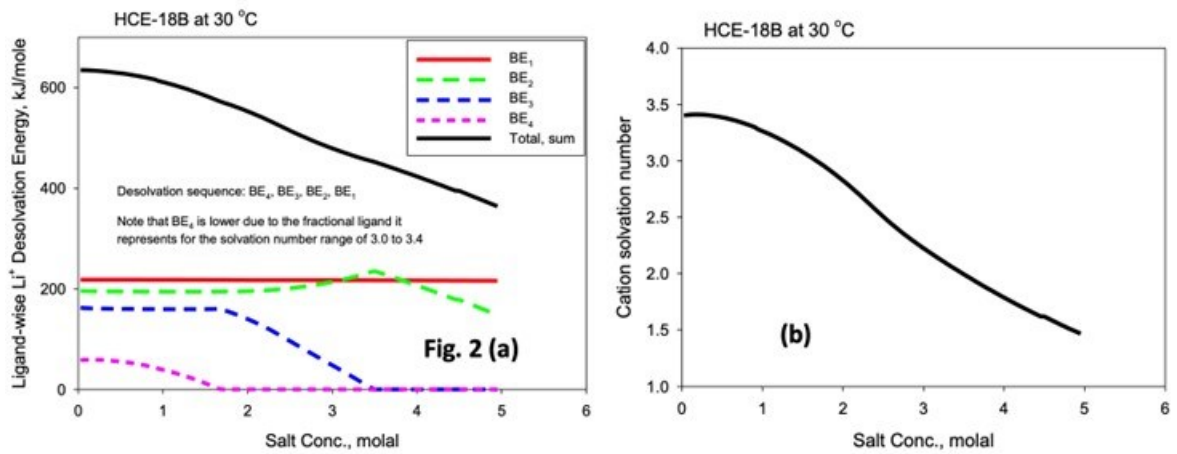 HCE-18B at 30 °C
Ligand-wise Li⁺ Desolvation Energy, kJ/mole
600
400
200
0
BE₁
BE₂
BE₃
BE₄
Total, sum
Desolvation sequence: BE₄, BE₃, BE₂, BE₁
Note that BE₄ is lower due to the fractional ligand it
represents for the solvation number range of 3.0 to 3.4
Fig. 2 (a)
0 1 2 3 4 5 6
Salt Conc., molal
HCE-18B at 30 °C
Cation solvation number
4.0
3.5
3.0
2.5
2.0
1.5
1.0
(b)
0 1 2 3 4 5 6
Salt Conc., molal